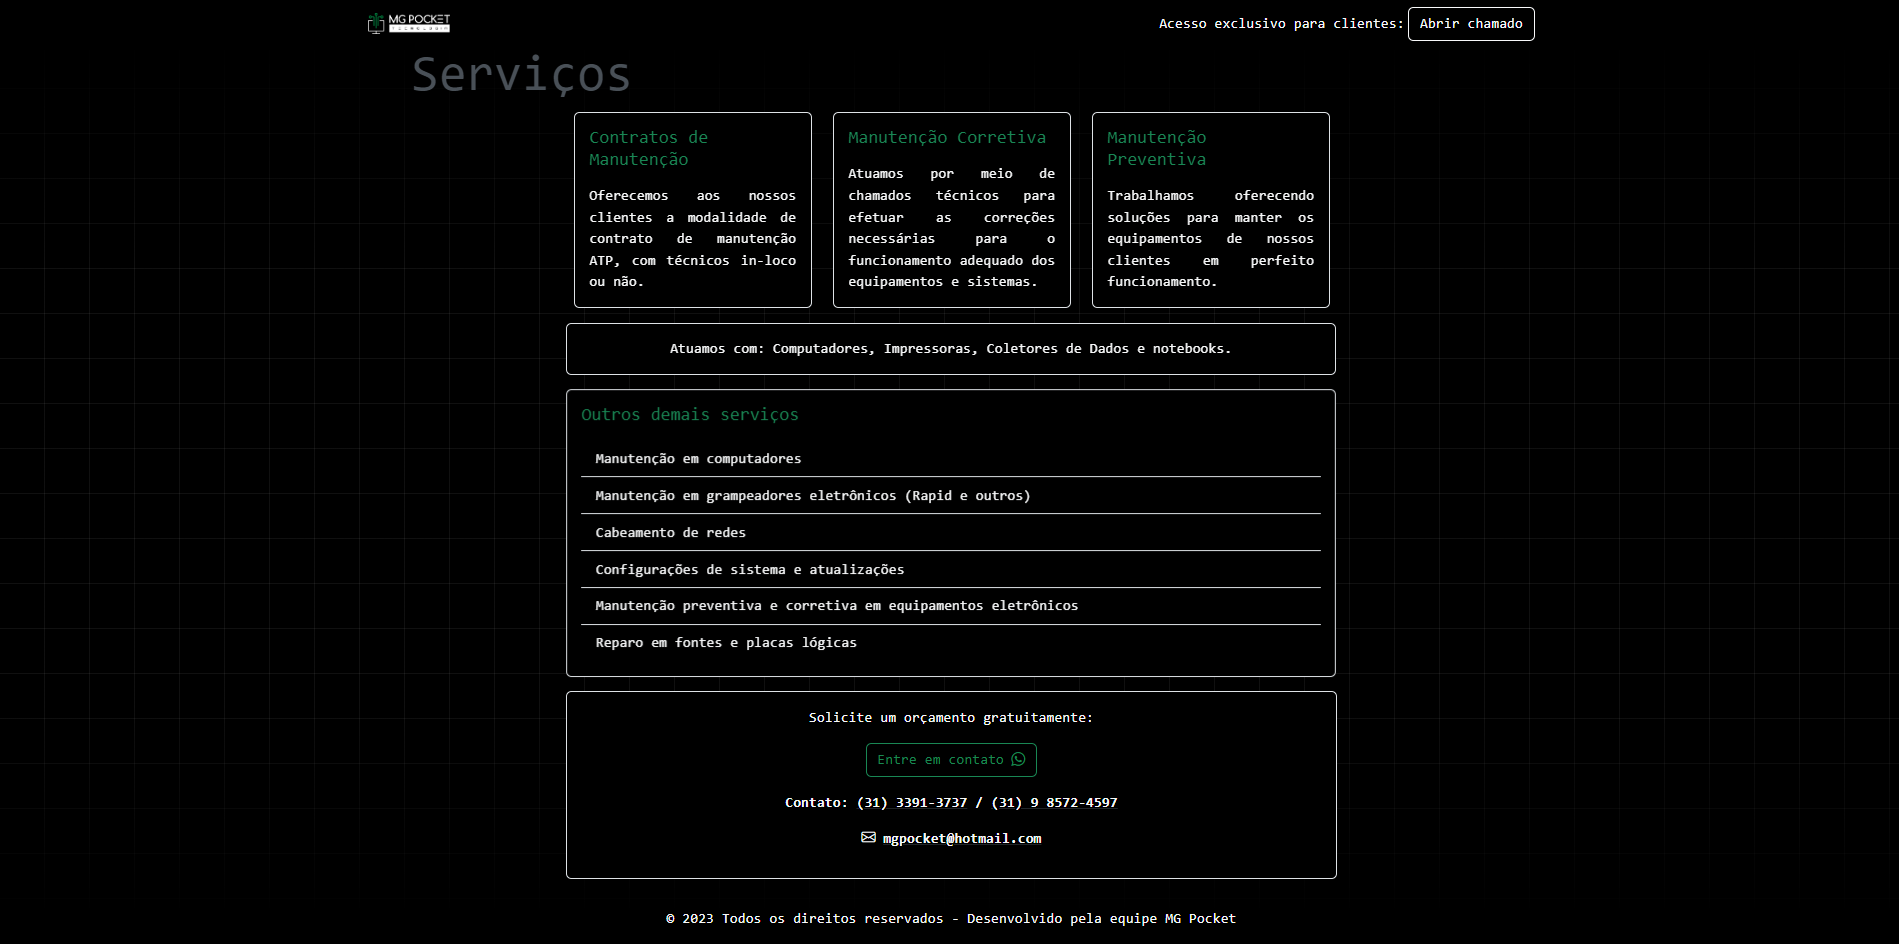 MG POCKET
Acesso exclusivo para clientes: Abrir chamado
Serviços
Contratos de
Manutenção
Oferecemos aos nossos
clientes a modalidade de
contrato de manutenção
ATP, com técnicos in-loco
ou não.
Manutenção Corretiva
Atuamos por meio de
chamados técnicos para
efetuar as correções
necessárias para o
funcionamento adequado dos
equipamentos e sistemas.
Manutenção
Preventiva
Trabalhamos oferecendo
soluções para manter os
equipamentos de nossos
clientes em perfeito
funcionamento.
Atuamos com: Computadores, Impressoras, Coletores de Dados e notebooks.
Outros demais serviços
Manutenção em computadores
Manutenção em grampeadores eletrônicos (Rapid e outros)
Cabeamento de redes
Configurações de sistema e atualizações
Manutenção preventiva e corretiva em equipamentos eletrônicos
Reparo em fontes e placas lógicas
Solicite um orçamento gratuitamente:
Entre em contato
Contato: (31) 3391-3737 / (31) 9 8572-4597
mgpocket@hotmail.com
© 2023 Todos os direitos reservados - Desenvolvido pela equipe MG Pocket